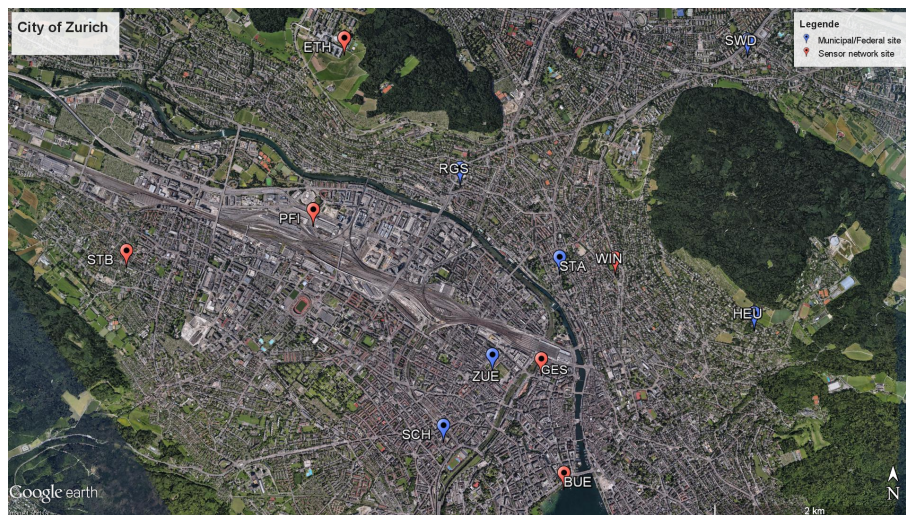 City of Zurich
Legende
Municipal/Federal site
Sensor network site
ETH
SWD
RGS
PFI
STB
STA
WIN
HEU
ZUE
GES
SCH
BUE
Google earth
N
2 km